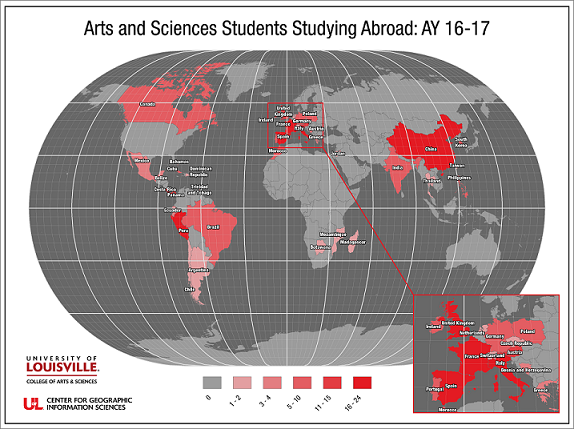 Arts and Sciences Students Studying Abroad: AY 16-17
Canada
United
Kingdom
Poland
Ireland
Germany
France
Italy
Austria
Spain
Greece
Morocco
Jordan
China
South
Korea
Taiwan
India
Thailand
Philippines
Mexico
Bahamas
Cuba
Dominican
Republic
Belize
Costa Rica
Panama
Trinidad
and Tobago
Ecuador
Peru
Brazil
Argentina
Chile
Mozambique
Madagascar
Botswana
Ireland
United Kingdom
Netherlands
Germany
Poland
Czech Republic
France
Switzerland
Austria
Italy
Bosnia and Herzegovina
Portugal
Spain
Greece
Morocco
UNIVERSITY OF
LOUISVILLE.
COLLEGE OF ARTS & SCIENCES
UL
CENTER FOR GEOGRAPHIC
INFORMATION SCIENCES
0
1 - 2
3 - 4
5 - 10
11 - 15
16 - 24